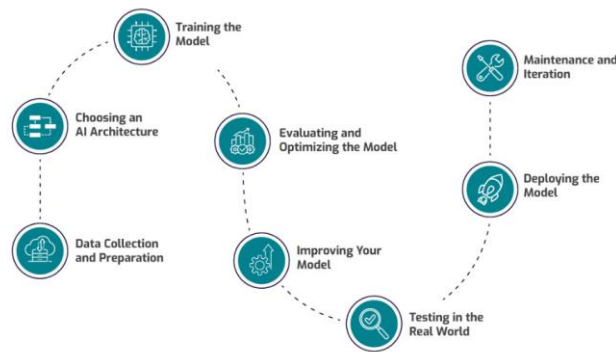 Training the
Model
Maintenance and
Iteration
Choosing an
AI Architecture
Evaluating and
Optimizing the Model
Deploying the
Model
Data Collection
and Preparation
Improving Your
Model
Testing in the
Real World